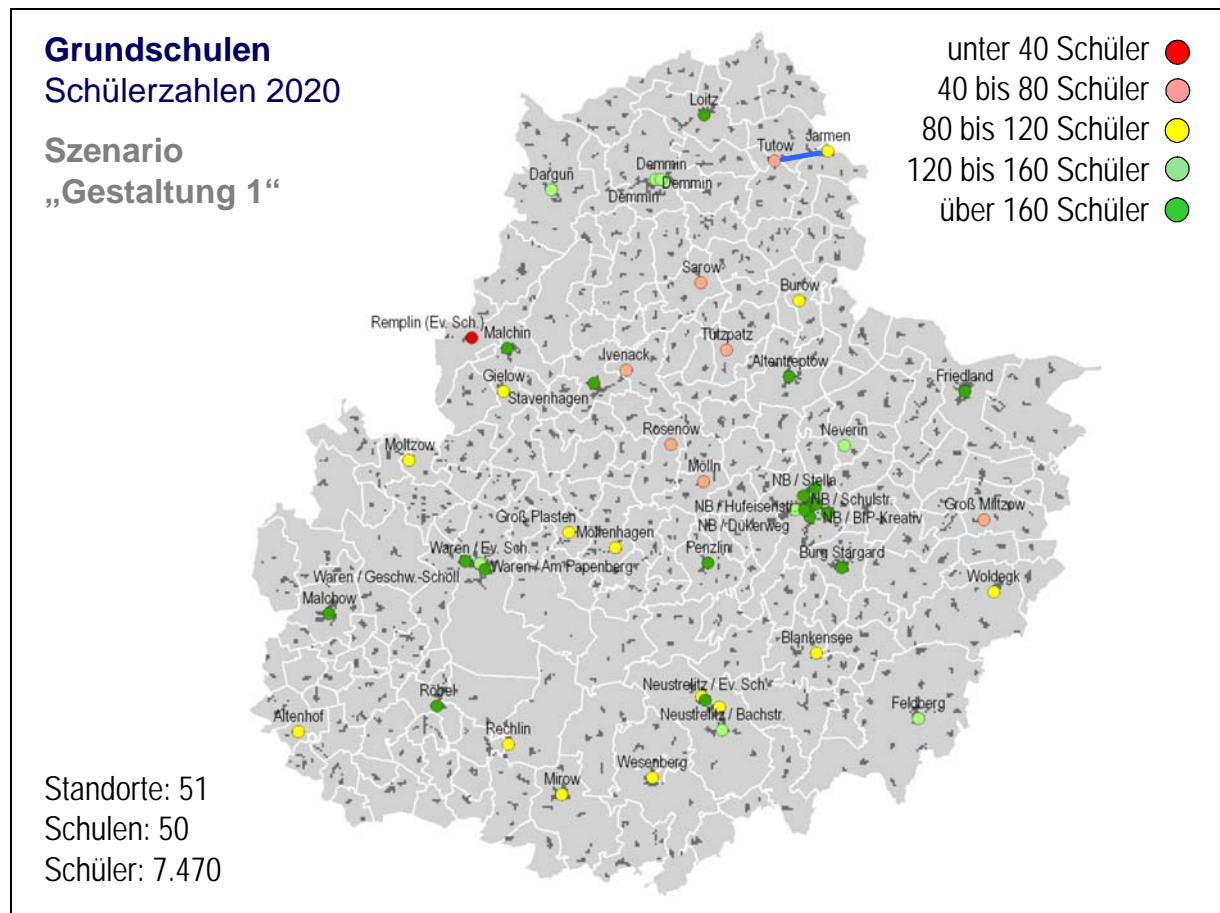 Grundschulen
Schülerzahlen 2020
Szenario
„Gestaltung 1“
unter 40 Schüler
40 bis 80 Schüler
80 bis 120 Schüler
120 bis 160 Schüler
über 160 Schüler
Loitz
Jarmen
Tutow
Demmin
Dargun
Demmin
Demmin
Sarow
Burow
Remplin (Ev. Sch.)
Malchin
Tützpatz
Ivenack
Altentreptow
Gielow
Friedland
Stavenhagen
Rosenow
Neverin
Moltzow
Mölln
NB / Stella
NB / Schulstr.
NB / Hufeisenstr.
Groß Miltzow
NB / BIP-Kreativ
Groß Plasten
NB / Dükerweg
Möllenhagen
Waren / Ev. Sch.
Penzlin
Burg Stargard
Waren / Am Papenberg
Waren / Geschw.-Scholl
Woldegk
Malchow
Blankensee
Neustrelitz / Ev. Sch.
Röbel
Feldberg
Altenhof
Neustrelitz / Bachstr.
Rechlin
Wesenberg
Mirow
Standorte: 51
Schulen: 50
Schüler: 7.470